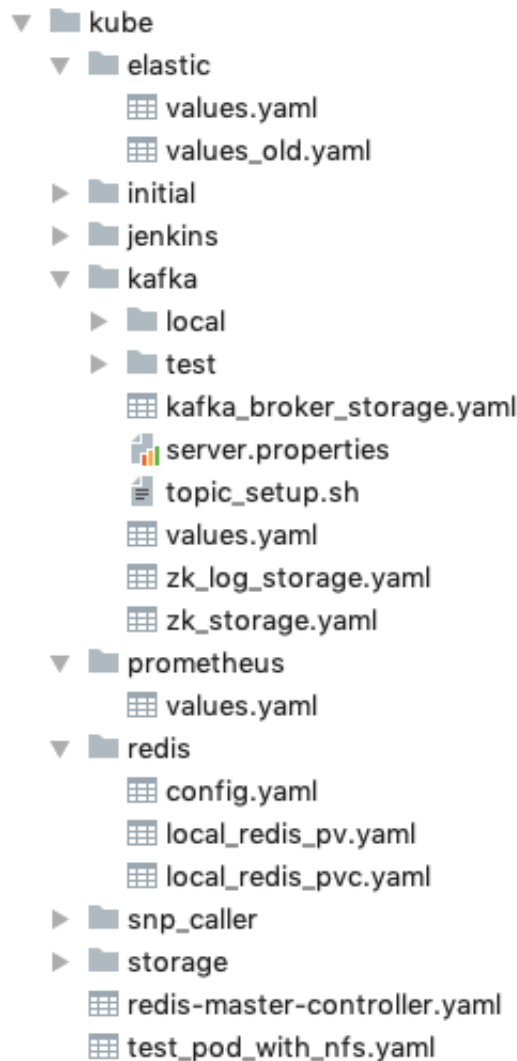 kube
elastic
values.yaml
values_old.yaml
initial
jenkins
kafka
local
test
kafka_broker_storage.yaml
server.properties
topic_setup.sh
values.yaml
zk_log_storage.yaml
zk_storage.yaml
prometheus
values.yaml
redis
config.yaml
local_redis_pv.yaml
local_redis_pvc.yaml
snp_caller
storage
redis-master-controller.yaml
test_pod_with_nfs.yaml